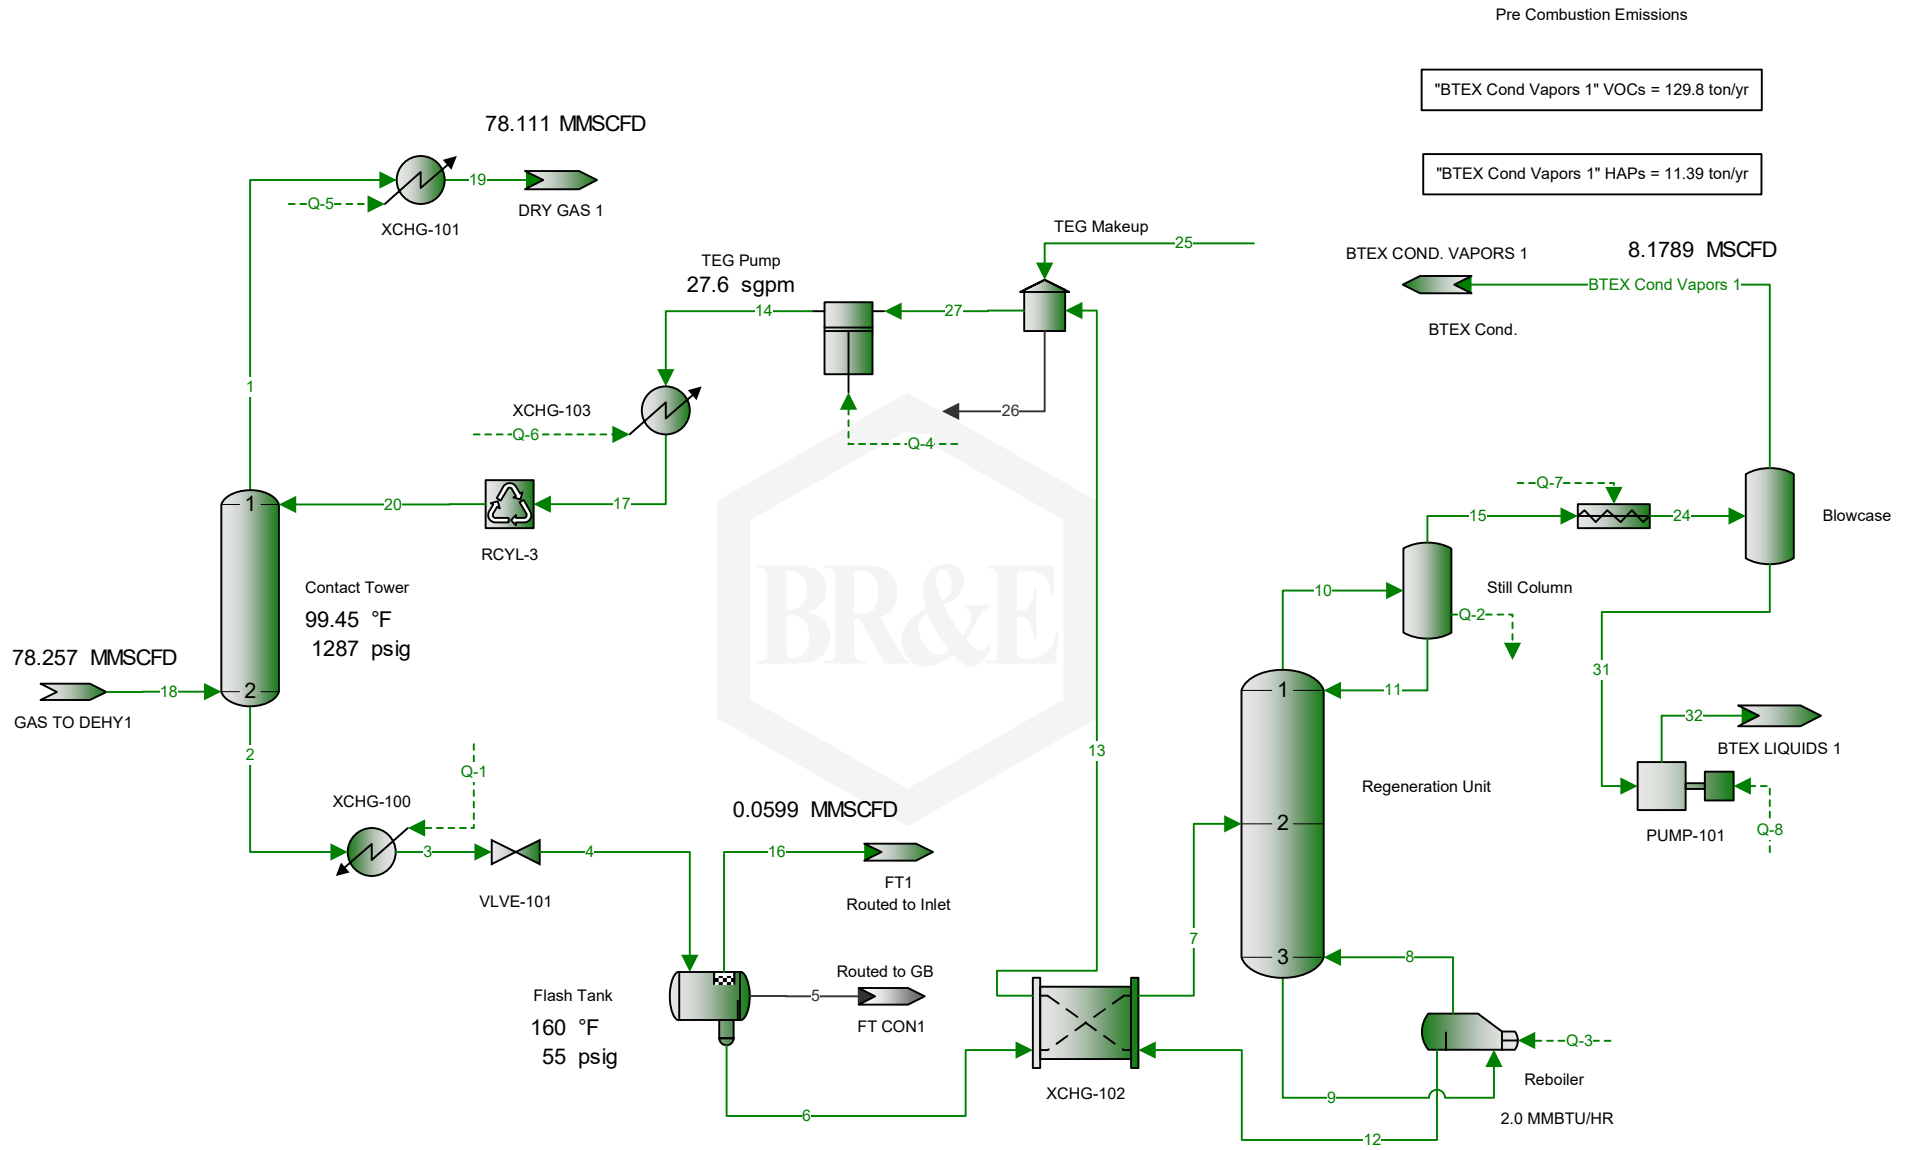 Pre Combustion Emissions
"BTEX Cond Vapors 1" VOCs = 129.8 ton/yr
"BTEX Cond Vapors 1" HAPs = 11.39 ton/yr
78.111 MMSCFD
19
Q-5
DRY GAS 1
XCHG-101
TEG Makeup
25
BTEX COND. VAPORS 1
8.1789 MSCFD
BTEX Cond Vapors 1
BTEX Cond.
TEG Pump
27.6 sgpm
14
27
1
XCHG-103
Q-6
26
Q-4
20
17
RCYL-3
1
2
Contact Tower
99.45 °F
1287 psig
78.257 MMSCFD
18
GAS TO DEHY1
BR&E
Q-7
15
24
Blowcase
10
Still Column
Q-2
11
31
32
BTEX LIQUIDS 1
PUMP-101
Q-8
1
2
3
Regeneration Unit
13
2
Q-1
XCHG-100
3
4
VLVE-101
0.0599 MMSCFD
16
FT1
Routed to Inlet
Routed to GB
5
FT CON1
Flash Tank
160 °F
55 psig
6
7
XCHG-102
8
Q-3
Reboiler
2.0 MMBTU/HR
9
12